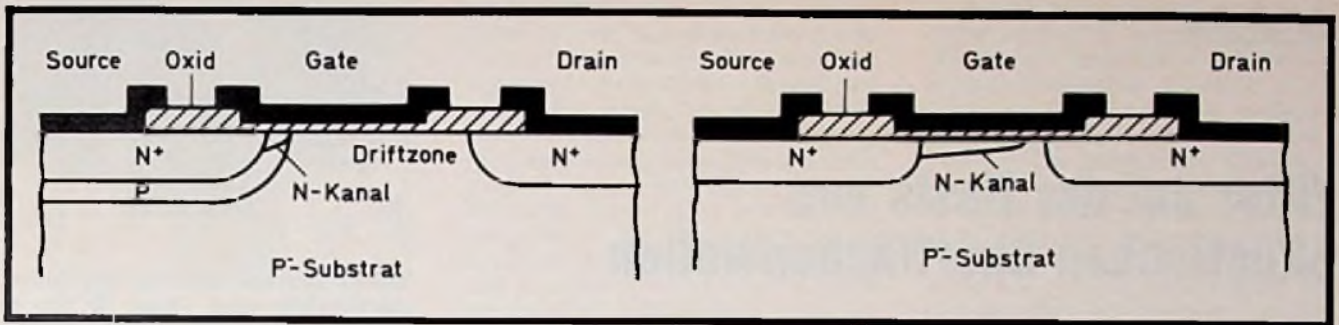 Source Oxid Gate Drain
N+ Driftzone N+
P N-Kanal
P⁻-Substrat
Source Oxid Gate Drain
N+ N+
N-Kanal
P⁻-Substrat